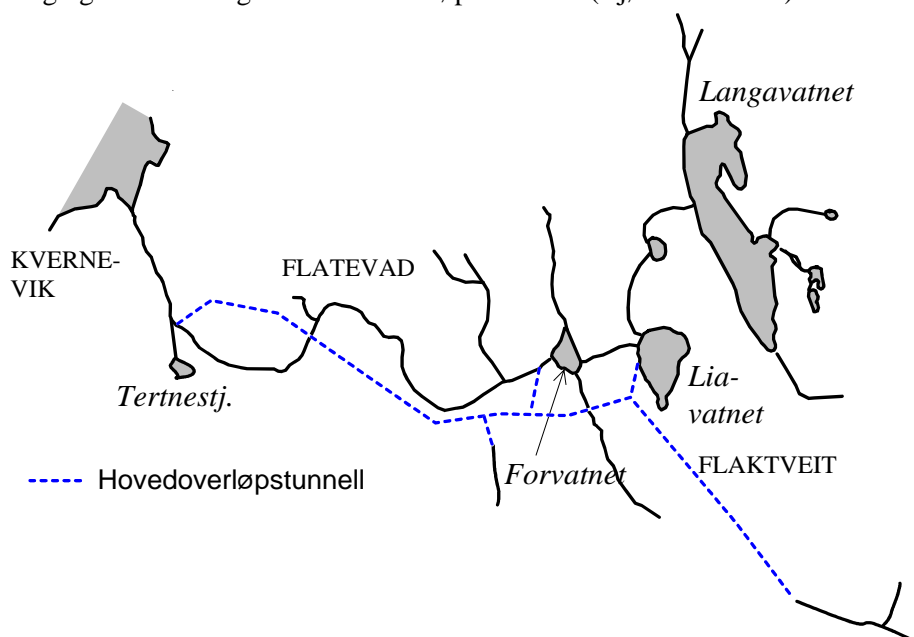 Langavatnet
KVERNE-
VIK
FLATEVAD
Tertnestj.
Lia-
vatnet
Forvatnet
FLAKTVEIT
Hovedoverløpstunnell